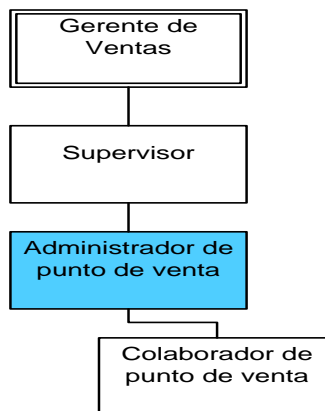 Gerente de
Ventas
Supervisor
Administrador de
punto de venta
Colaborador de
punto de venta